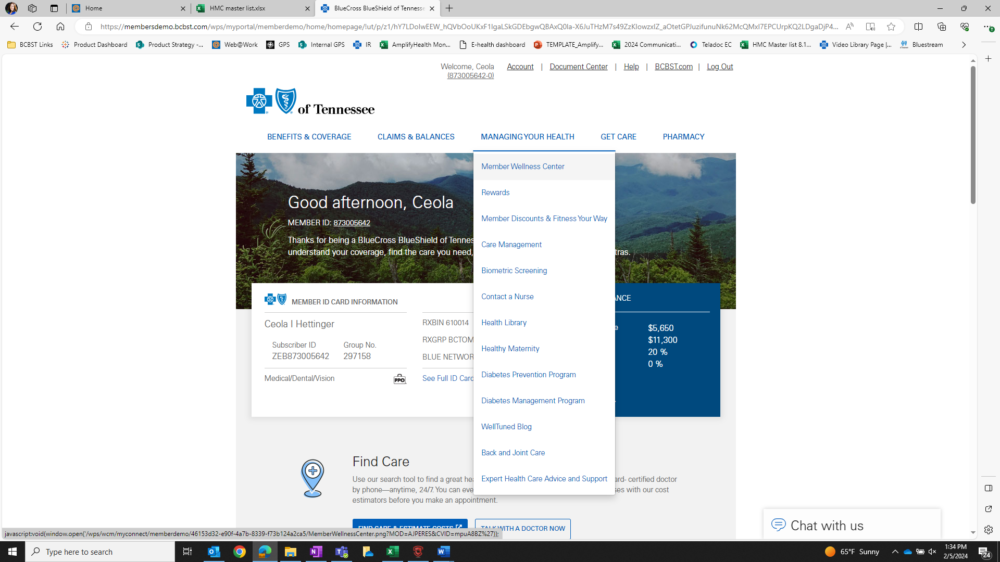 Home
HMC master list.xlsx
BlueCross BlueShield of Tennesse
https://membersdemo.bcbst.com/wps/myportal/memberdemo/home/homepage/!ut/p/z1/
BCBST Links
Product Dashboard
Product Strategy -...
Web@Work
GPS
Internal GPS
IR
AmplifyHealth Mon...
E-health dashboard
TEMPLATE_Amplify...
2024 Communicati...
Teladoc EC
HMC Master list 8.1...
Video Library Page |...
Bluestream
Welcome, Ceola
(873005642-0)
Account | Document Center | Help | BCBST.com | Log Out
of Tennessee
BENEFITS & COVERAGE
CLAIMS & BALANCES
MANAGING YOUR HEALTH
GET CARE
PHARMACY
Member Wellness Center
Rewards
Member Discounts & Fitness Your Way
Care Management
Biometric Screening
Contact a Nurse
Health Library
Healthy Maternity
Diabetes Prevention Program
Diabetes Management Program
WellTuned Blog
Back and Joint Care
Expert Health Care Advice and Support
Good afternoon, Ceola
MEMBER ID: 873005642
Thanks for being a BlueCross BlueShield of Tennes
understand your coverage, find the care you need, tras.
MEMBER ID CARD INFORMATION
Ceola I Hettinger
Subscriber ID
ZEB873005642
Group No.
297158
Medical/Dental/Vision
PPO
RXBIN 610014
RXGRP BCTOM
BLUE NETWOR
See Full ID Card
ANCE
e
$5,650
$11,300
20 %
0 %
Find Care
Use our search tool to find a great hea ard- certified doctor
by phone—anytime, 24/7. You can eve ses with our cost
estimators before you make an appointment.
FIND CARE & ESTIMATE COSTS
TALK WITH A DOCTOR NOW
Chat with us
javascript:void(window.open('/wps/wcm/myconnect/memberdemo/46153d32-e90f-4a7b-8339-f73b124a2ca5/MemberWellnessCenter.png?MOD=AJPERES&CVID=mpuA8BZ%27));
Type here to search
65°F Sunny
1:34 PM
2/5/2024
24